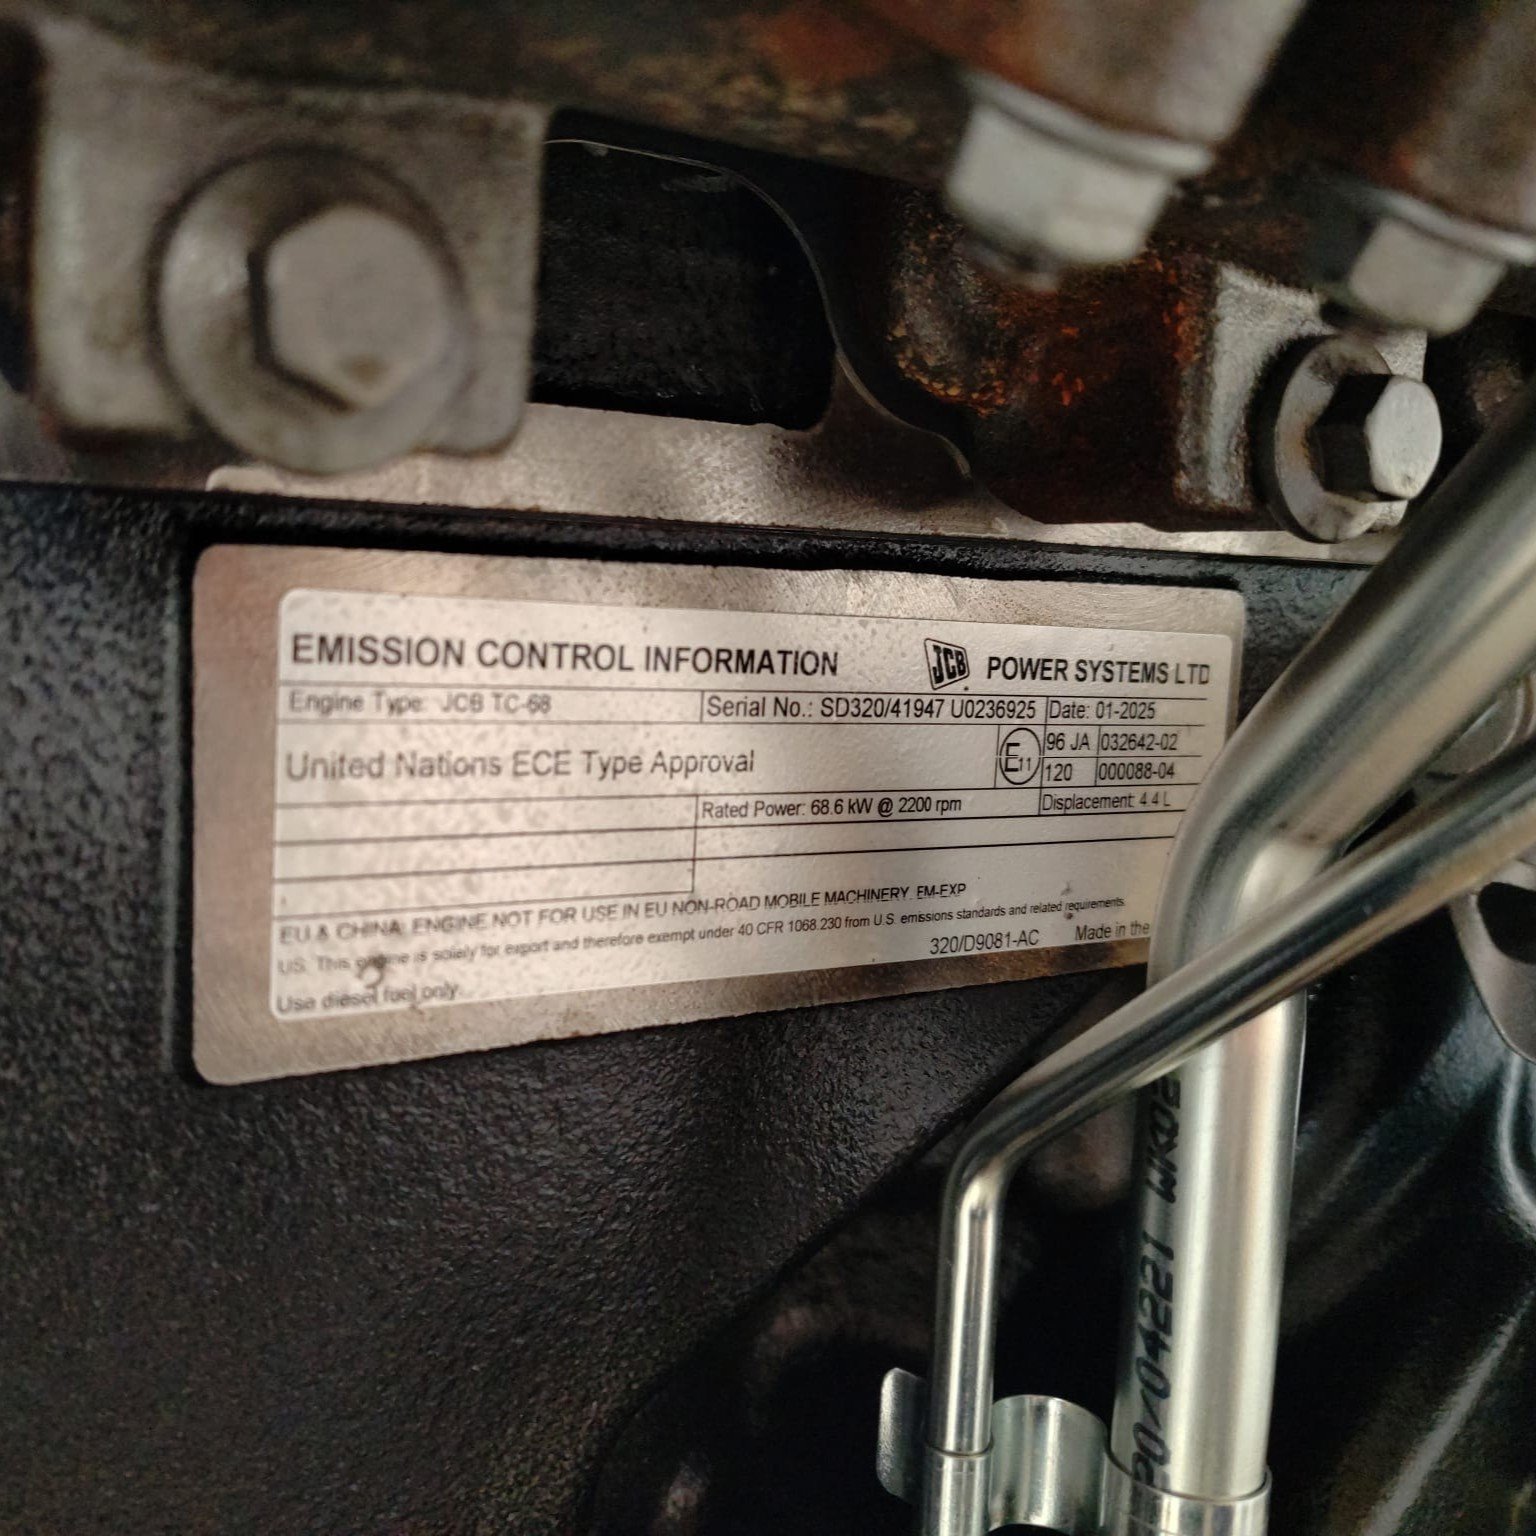 EMISSION CONTROL INFORMATION JCB POWER SYSTEMS LTD
Engine Type: JCB TC-68 Serial No.: SD320/41947 U0236925 Date: 01-2025
United Nations ECE Type Approval E11 96 JA 032642-02
120 000088-04
Rated Power: 68.6 kW @ 2200 rpm Displacement: 4.4 L
EU & CHINA: ENGINE NOT FOR USE IN EU NON-ROAD MOBILE MACHINERY. EM-EXP
US. This engine is solely for export and therefore exempt under 40 CFR 1068.230 from U.S. emissions standards and related requirements.
320/D9081-AC Made in the
Use diesel fuel only.
20/04221 WK02